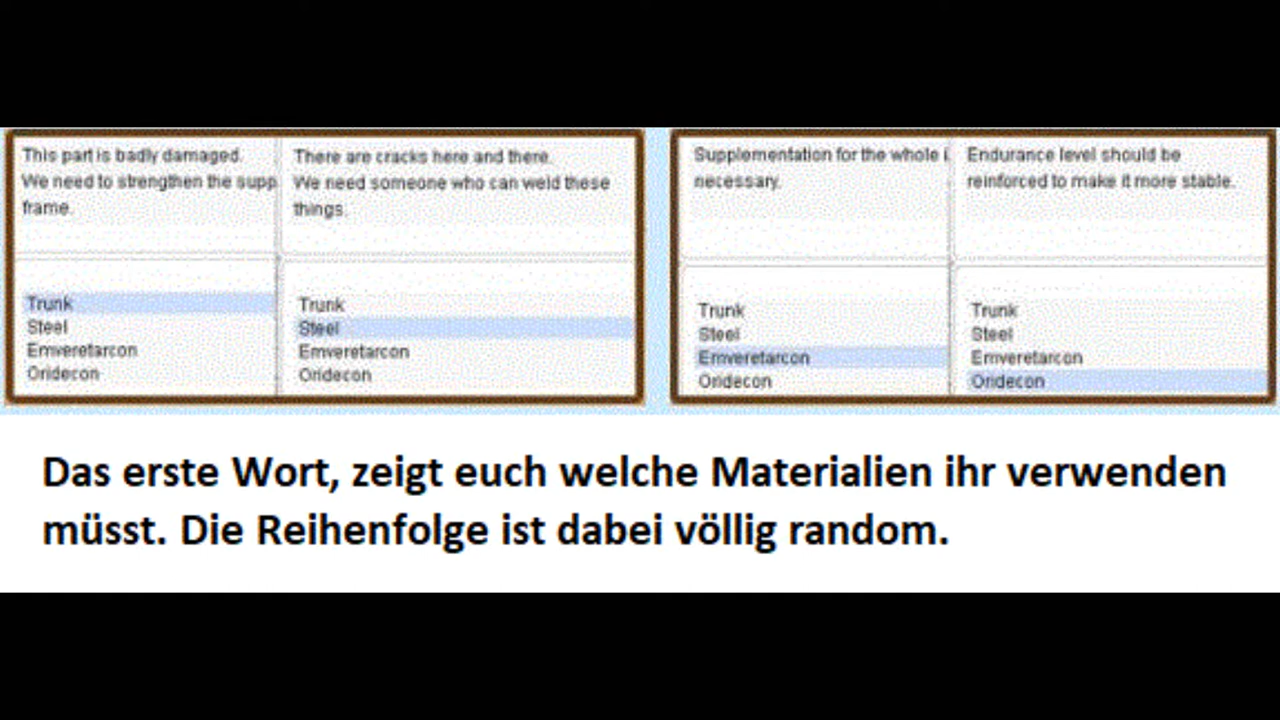 This part is badly damaged.
We need to strengthen the supp
frame.
Trunk
Steel
Emveretarcon
Oridecon
There are cracks here and there.
We need someone who can weld these
things.
Trunk
Steel
Emveretarcon
Oridecon
Supplementation for the whole i
necessary.
Trunk
Steel
Emveretarcon
Oridecon
Endurance level should be
reinforced to make it more stable.
Trunk
Steel
Emveretarcon
Oridecon
Das erste Wort, zeigt euch welche Materialien ihr verwenden
müsst. Die Reihenfolge ist dabei völlig random.